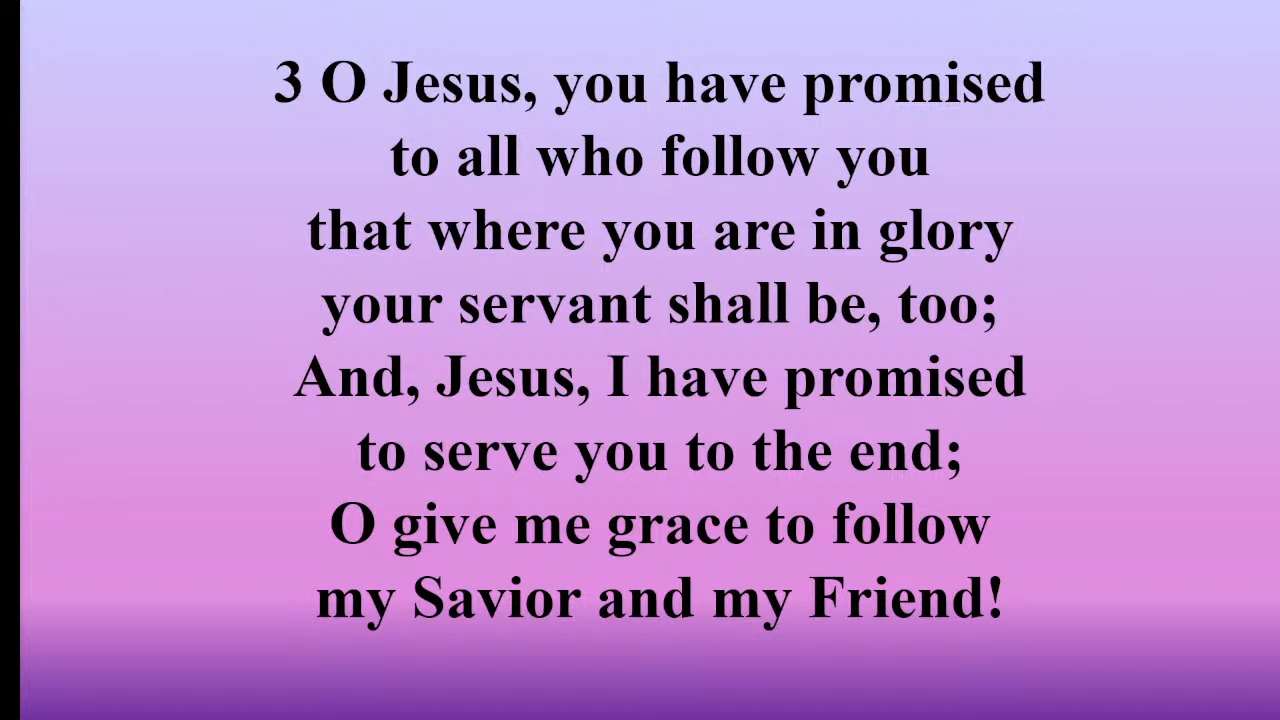 3 O Jesus, you have promised
to all who follow you
that where you are in glory
your servant shall be, too;
And, Jesus, I have promised
to serve you to the end;
O give me grace to follow
my Savior and my Friend!